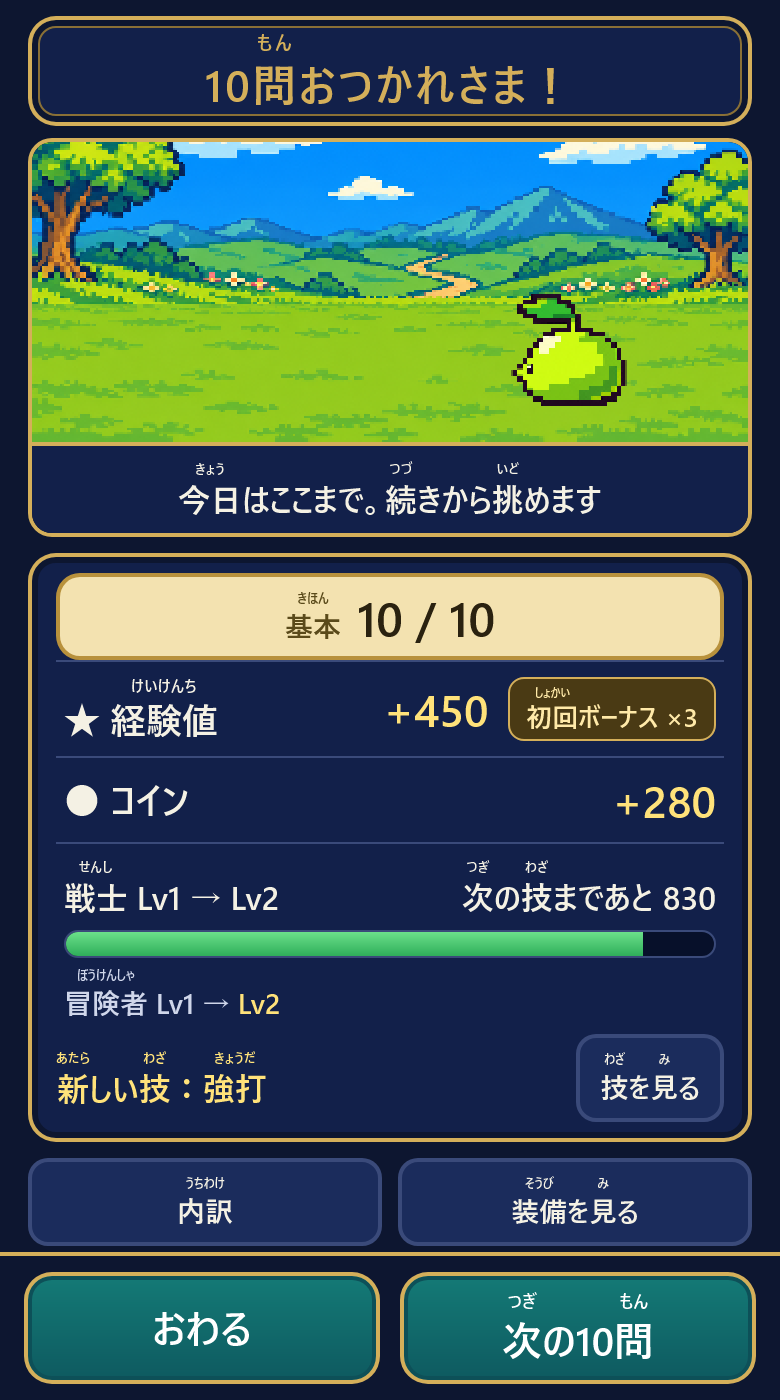 もん
10問おつかれさま！
きょう つづ いど
今日はここまで。続きから挑めます
きほん
基本 10 / 10
けいけんち しょかい
★ 経験値 +450 初回ボーナス ×3
● コイン +280
せんし つぎ わざ
戦士 Lv1 → Lv2 次の技まであと 830
ぼうけんしゃ
冒険者 Lv1 → Lv2
あたら わざ きょうだ わざ み
新しい技：強打 技を見る
うちわけ そうび み
内訳 装備を見る
つぎ もん
おわる 次の10問